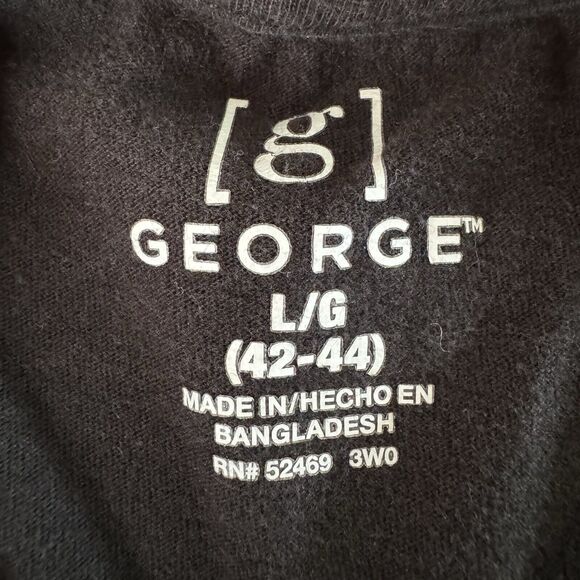 [g]
GEORGE™
L/G
(42-44)
MADE IN/HECHO EN
BANGLADESH
RN# 52469 3W0